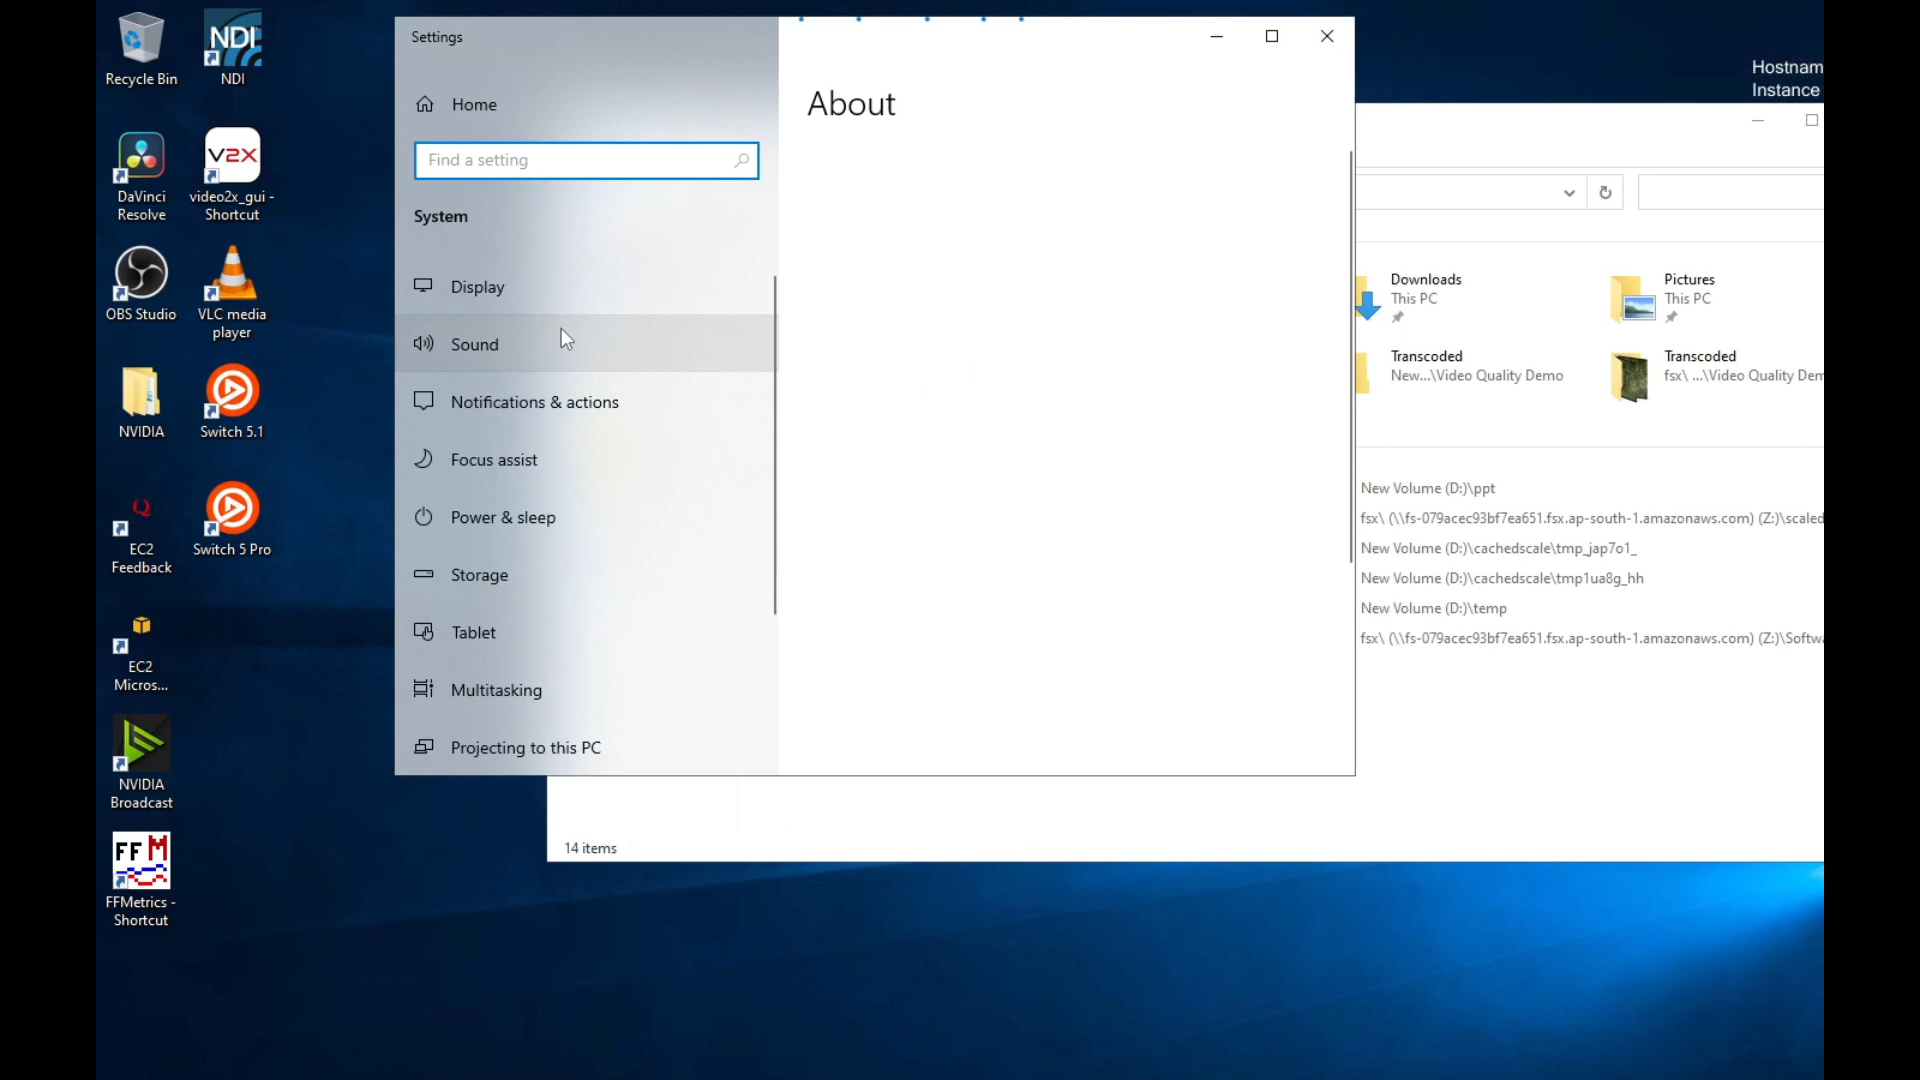 Recycle Bin
NDI
NDI
DaVinci
Resolve
V2X
video2x_gui -
Shortcut
OBS Studio
VLC media
player
NVIDIA
Switch 5.1
Q
EC2
Feedback
Switch 5 Pro
EC2
Micros...
NVIDIA
Broadcast
FFM
FFMetrics -
Shortcut
Settings
Home
Find a setting
System
Display
Sound
Notifications & actions
Focus assist
Power & sleep
Storage
Tablet
Multitasking
Projecting to this PC
About
Hostnam
Instance
Downloads
This PC
Pictures
This PC
Transcoded
New...\Video Quality Demo
Transcoded
fsx\ ...\Video Quality Dem
New Volume (D:)\ppt
fsx\ (\\fs-079acec93bf7ea651.fsx.ap-south-1.amazonaws.com) (Z:)\scaled
New Volume (D:)\cachedscale\tmp_jap7o1_
New Volume (D:)\cachedscale\tmp1ua8g_hh
New Volume (D:)\temp
fsx\ (\\fs-079acec93bf7ea651.fsx.ap-south-1.amazonaws.com) (Z:)\Softwa
14 items